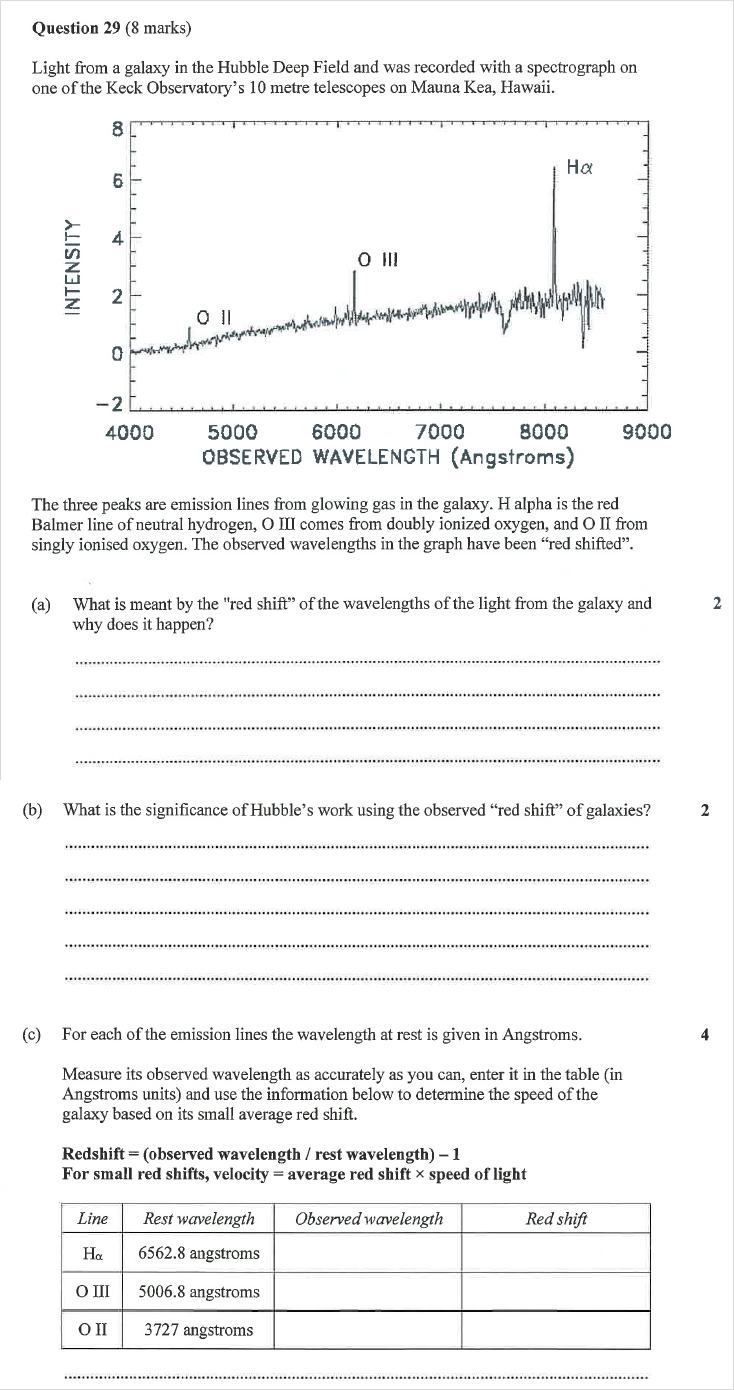 Question 29 (8 marks)
Light from a galaxy in the Hubble Deep Field and was recorded with a spectrograph on
one of the Keck Observatory's 10 metre telescopes on Mauna Kea, Hawaii.
8
6
4
2
0
−2
INTENSITY
O II
O III
Hα
4000 5000 6000 7000 8000 9000
OBSERVED WAVELENGTH (Angstroms)
The three peaks are emission lines from glowing gas in the galaxy. H alpha is the red
Balmer line of neutral hydrogen, O III comes from doubly ionized oxygen, and O II from
singly ionised oxygen. The observed wavelengths in the graph have been “red shifted”.
(a) What is meant by the "red shift” of the wavelengths of the light from the galaxy and 2
why does it happen?
(b) What is the significance of Hubble's work using the observed “red shift” of galaxies? 2
(c) For each of the emission lines the wavelength at rest is given in Angstroms. 4
Measure its observed wavelength as accurately as you can, enter it in the table (in
Angstroms units) and use the information below to determine the speed of the
galaxy based on its small average red shift.
Redshift = (observed wavelength / rest wavelength) – 1
For small red shifts, velocity = average red shift × speed of light
Line Rest wavelength Observed wavelength Red shift
Hα 6562.8 angstroms
O III 5006.8 angstroms
O II 3727 angstroms